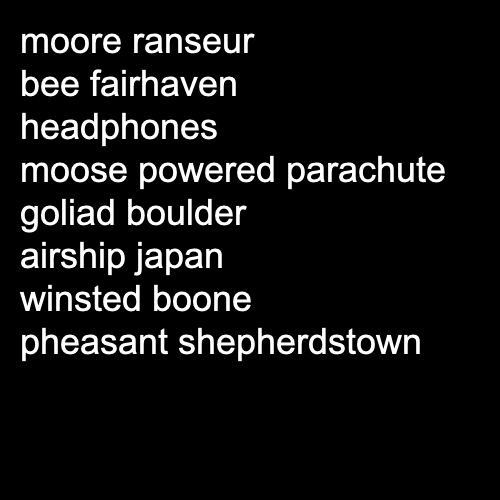 moore ranseur
bee fairhaven
headphones
moose powered parachute
goliad boulder
airship japan
winsted boone
pheasant shepherdstown